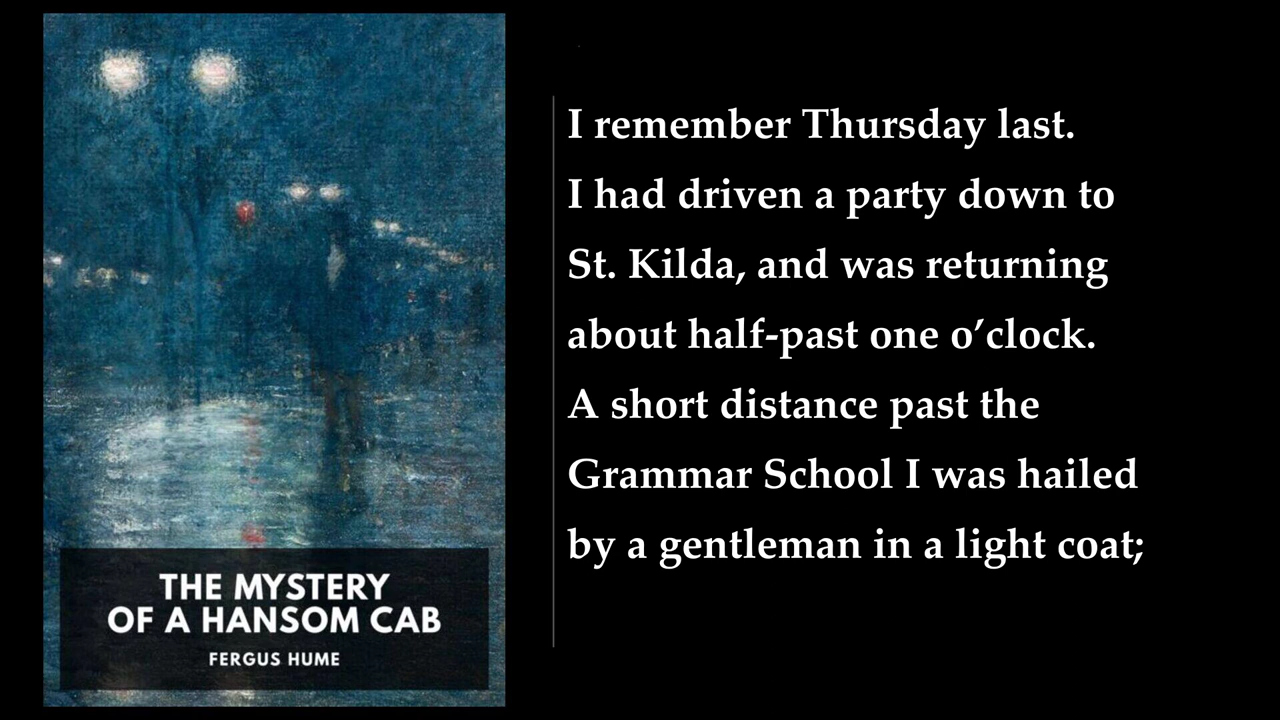 THE MYSTERY
OF A HANSOM CAB
FERGUS HUME
I remember Thursday last.
I had driven a party down to
St. Kilda, and was returning
about half-past one o’clock.
A short distance past the
Grammar School I was hailed
by a gentleman in a light coat;